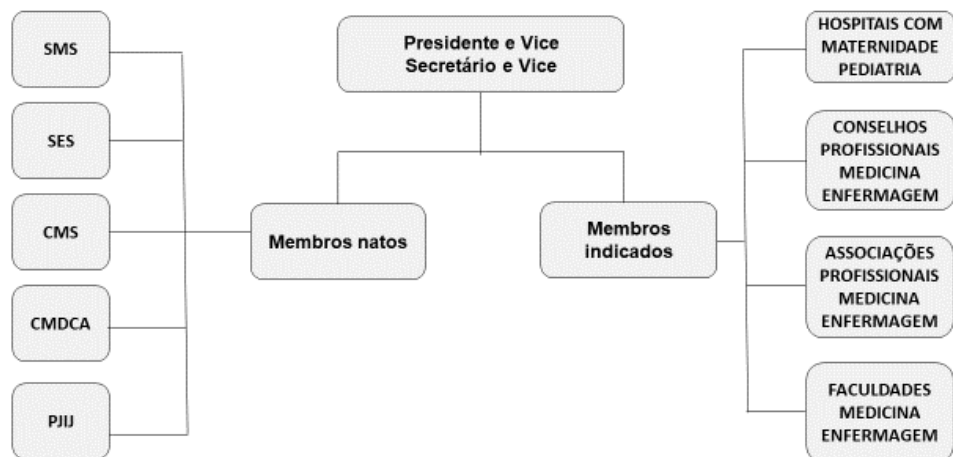 Presidente e Vice
Secretário e Vice
Membros natos
Membros
indicados
SMS
SES
CMS
CMDCA
PJIJ
HOSPITAIS COM
MATERNIDADE
PEDIATRIA
CONSELHOS
PROFISSIONAIS
MEDICINA
ENFERMAGEM
ASSOCIAÇÕES
PROFISSIONAIS
MEDICINA
ENFERMAGEM
FACULDADES
MEDICINA
ENFERMAGEM